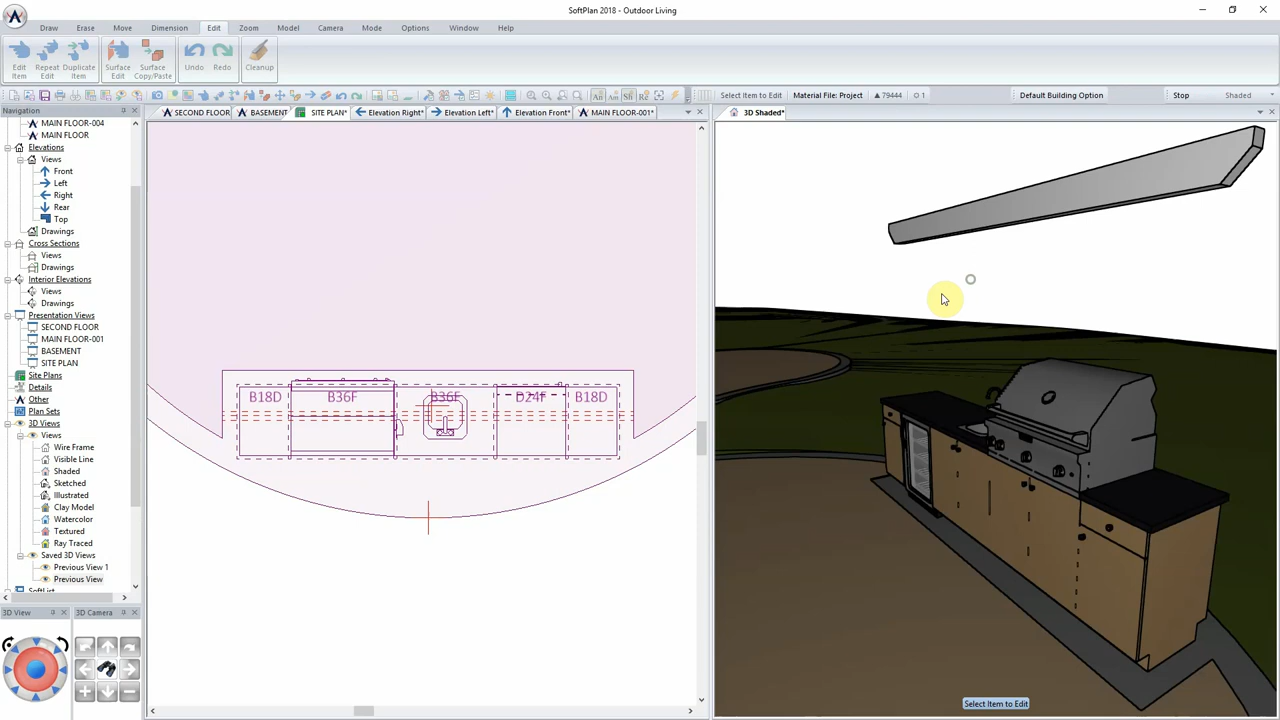 SoftPlan 2018 - Outdoor Living
Draw Erase Move Dimension Edit Zoom Model Camera Mode Options Window Help
Edit Item
Repeat Edit
Duplicate Item
Surface Edit
Surface Copy/Paste
Undo
Redo
Cleanup
Select Item to Edit Material File: Project 79444 1 Default Building Option Stop Shaded
Navigation
SECOND FLOOR BASEMENT SITE PLAN* Elevation Right* Elevation Left* Elevation Front* MAIN FLOOR-001* 3D Shaded*
MAIN FLOOR-004
MAIN FLOOR
Elevations
Views
Front
Left
Right
Rear
Top
Drawings
Cross Sections
Views
Drawings
Interior Elevations
Views
Drawings
Presentation Views
SECOND FLOOR
MAIN FLOOR-001
BASEMENT
SITE PLAN
Site Plans
Details
Other
Plan Sets
3D Views
Views
Wire Frame
Visible Line
Shaded
Sketched
Illustrated
Clay Model
Watercolor
Textured
Ray Traced
Saved 3D Views
Previous View 1
Previous View
3D View
3D Camera
B18D B36F B36F D24F B18D
Select Item to Edit